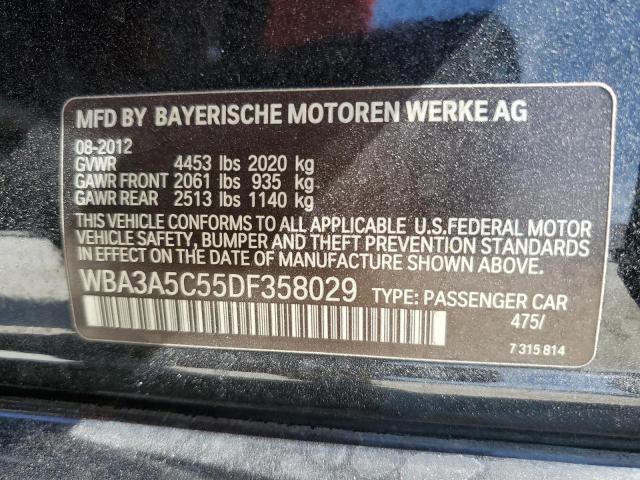 MFD BY BAYERISCHE MOTOREN WERKE AG
08-2012
GVWR 4453 lbs 2020 kg
GAWR FRONT 2061 lbs 935 kg
GAWR REAR 2513 lbs 1140 kg
THIS VEHICLE CONFORMS TO ALL APPLICABLE U.S.FEDERAL MOTOR
VEHICLE SAFETY, BUMPER AND THEFT PREVENTION STANDARDS
IN EFFECT ON THE DATE OF MANUFACTURE SHOWN ABOVE.
WBA3A5C55DF358029 TYPE: PASSENGER CAR
475/
7 315 814